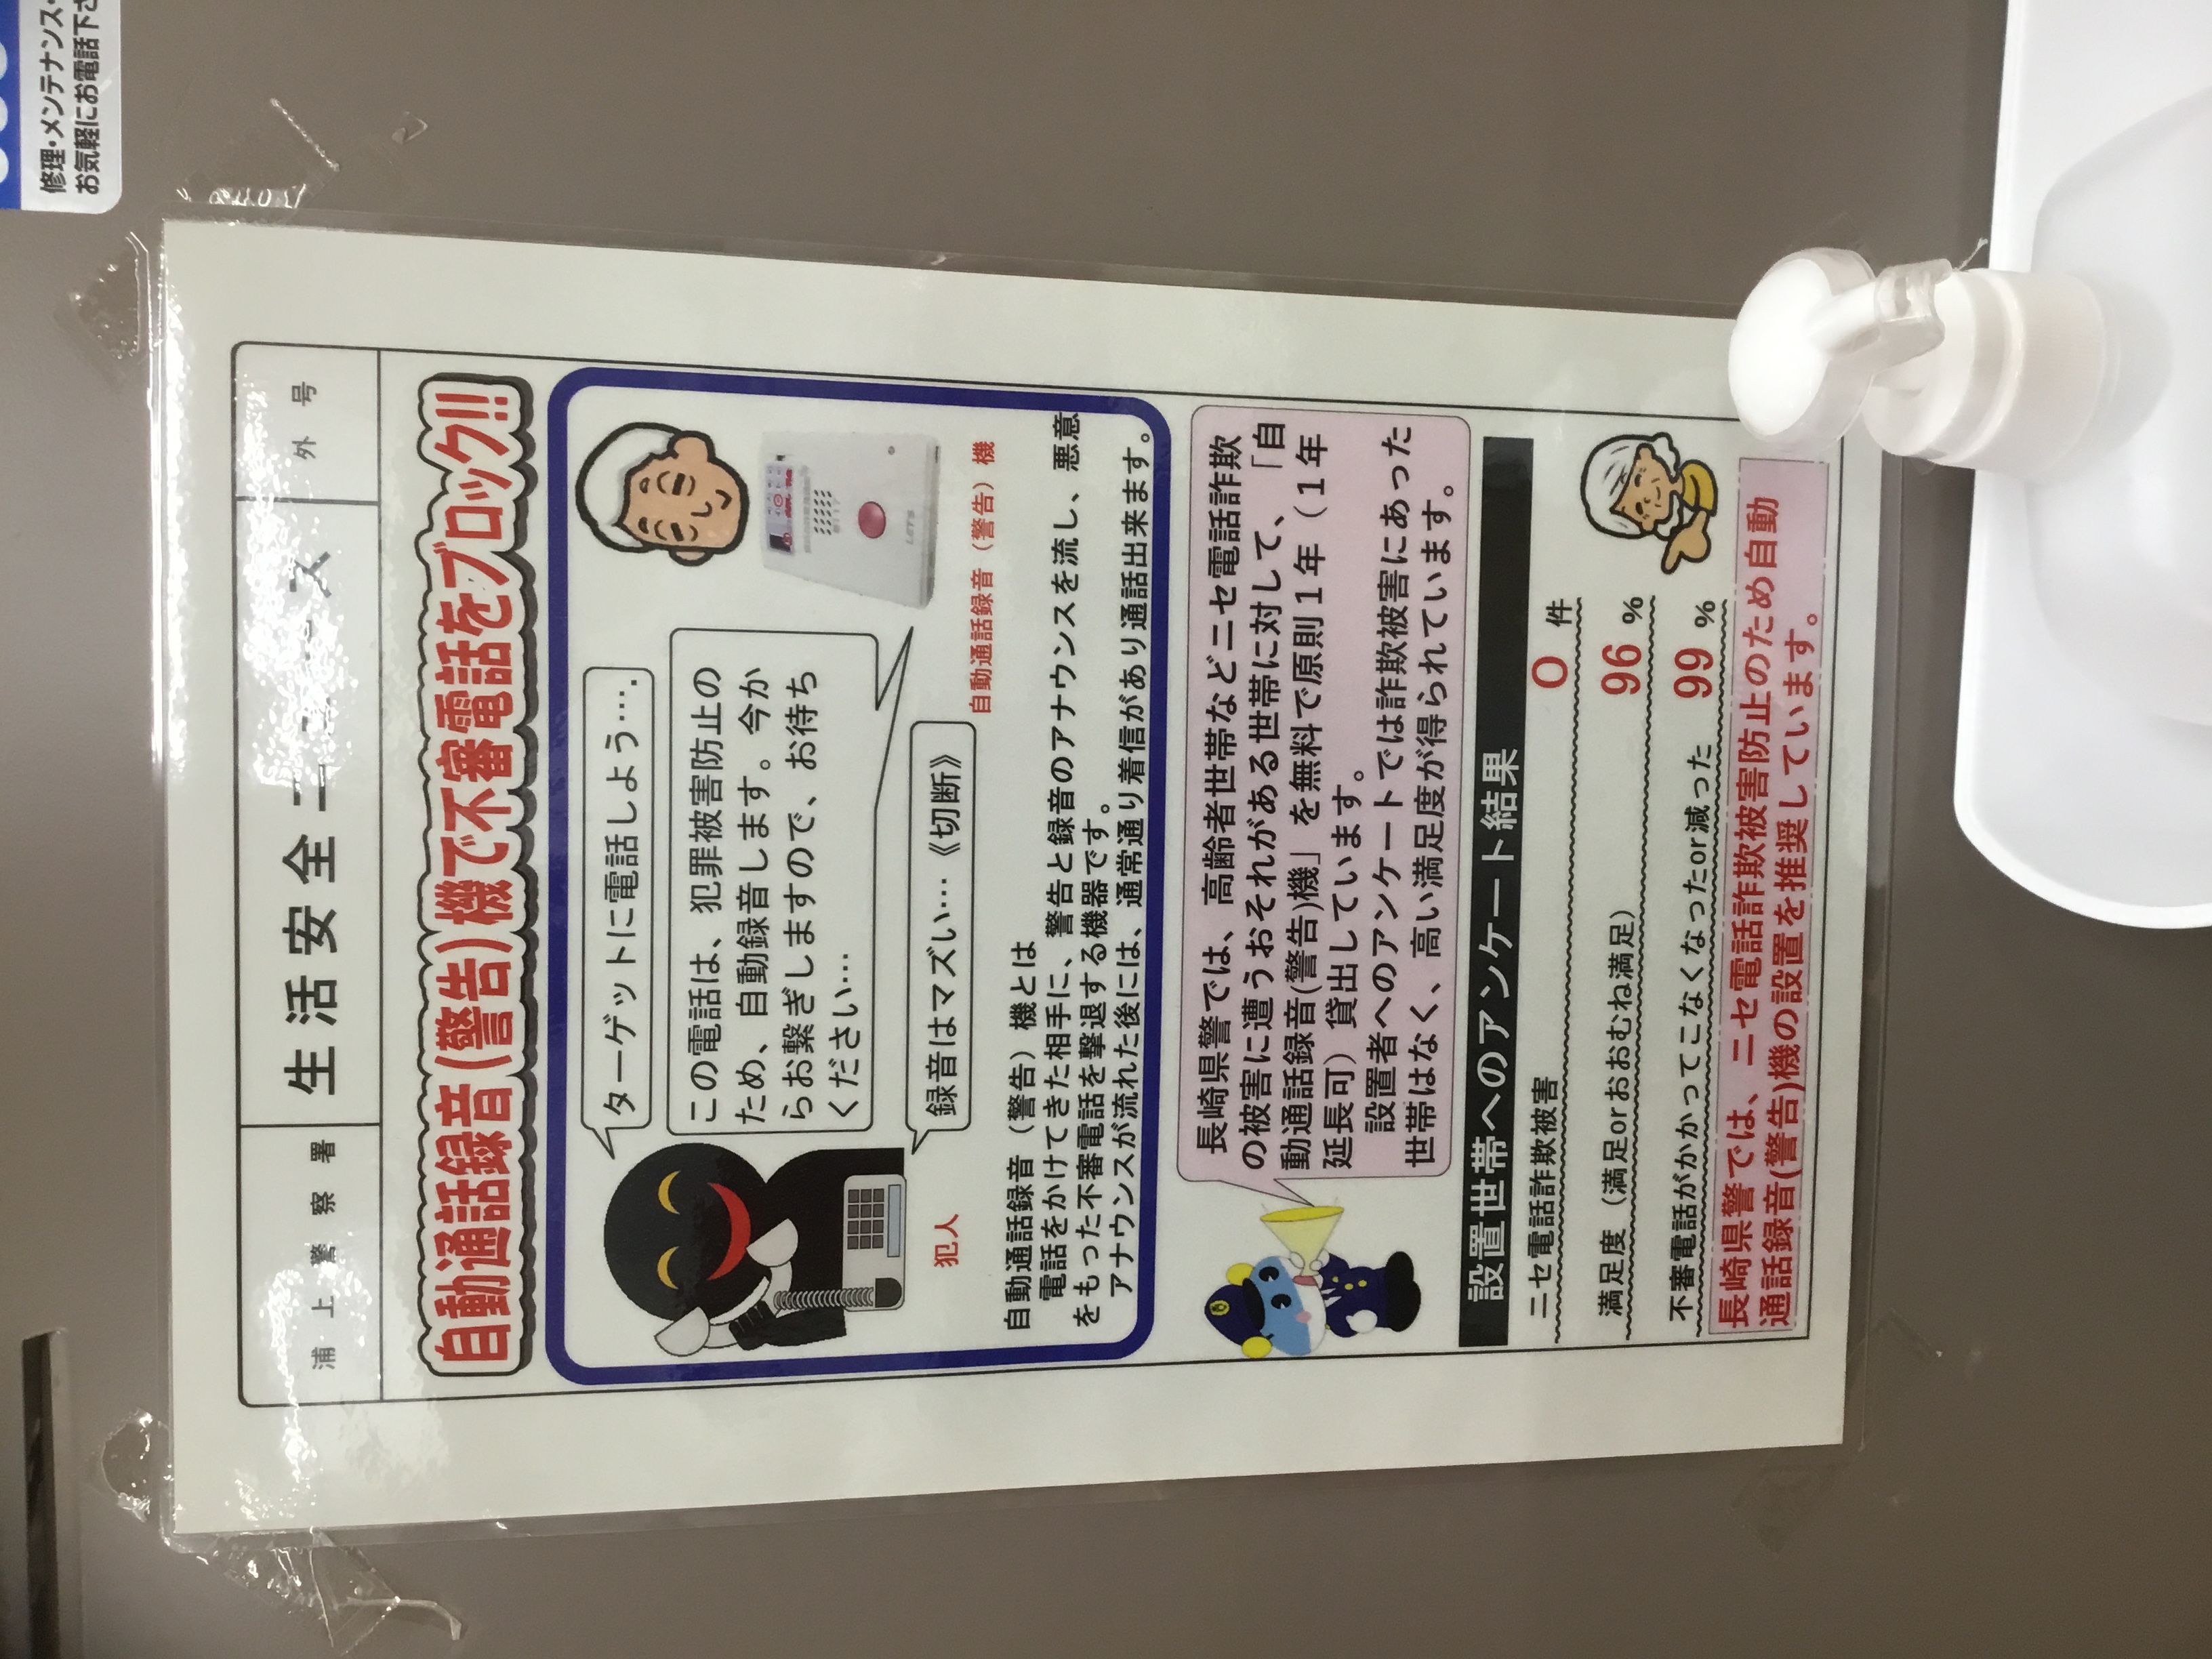 修理・メンテナンス
お気軽にお電話下さ
浦上警察署
生活安全ニュース
外号
自動通話録音(警告)機で不審電話をブロック!!
ターゲットに電話しよう….
この電話は、犯罪被害防止の
ため、自動録音します。今か
らお繋ぎしますので、お待ち
ください…
録音はマズい…《切断》
犯人
自動通話録音（警告）機
LETS
自動通話録音（警告）機とは
電話をかけてきた相手に、警告と録音のアナウンスを流し、悪意
をもった不審電話を撃退する機器です。
アナウンスが流れた後には、通常通り着信があり通話出来ます。
長崎県警では、高齢者世帯などニセ電話詐欺
の被害に遭うおそれがある世帯に対して、「自
動通話録音(警告)機」を無料で原則１年（１年
延長可）貸出しています。
設置者へのアンケートでは詐欺被害にあった
世帯はなく、高い満足度が得られています。
設置世帯へのアンケート結果
ニセ電話詐欺被害 0 件
満足度（満足orおおむね満足） 96 %
不審電話がかかってこなくなったor減った 99 %
長崎県警では、ニセ電話詐欺被害防止のため自動
通話録音(警告)機の設置を推奨しています。